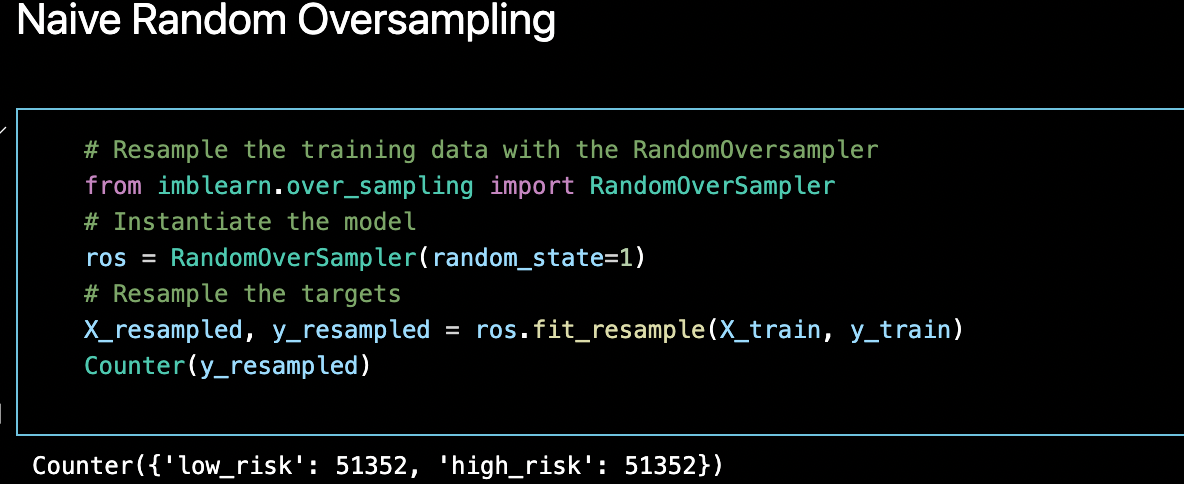 Naive Random Oversampling
# Resample the training data with the RandomOversampler
from imblearn.over_sampling import RandomOverSampler
# Instantiate the model
ros = RandomOverSampler(random_state=1)
# Resample the targets
X_resampled, y_resampled = ros.fit_resample(X_train, y_train)
Counter(y_resampled)
Counter({'low_risk': 51352, 'high_risk': 51352})